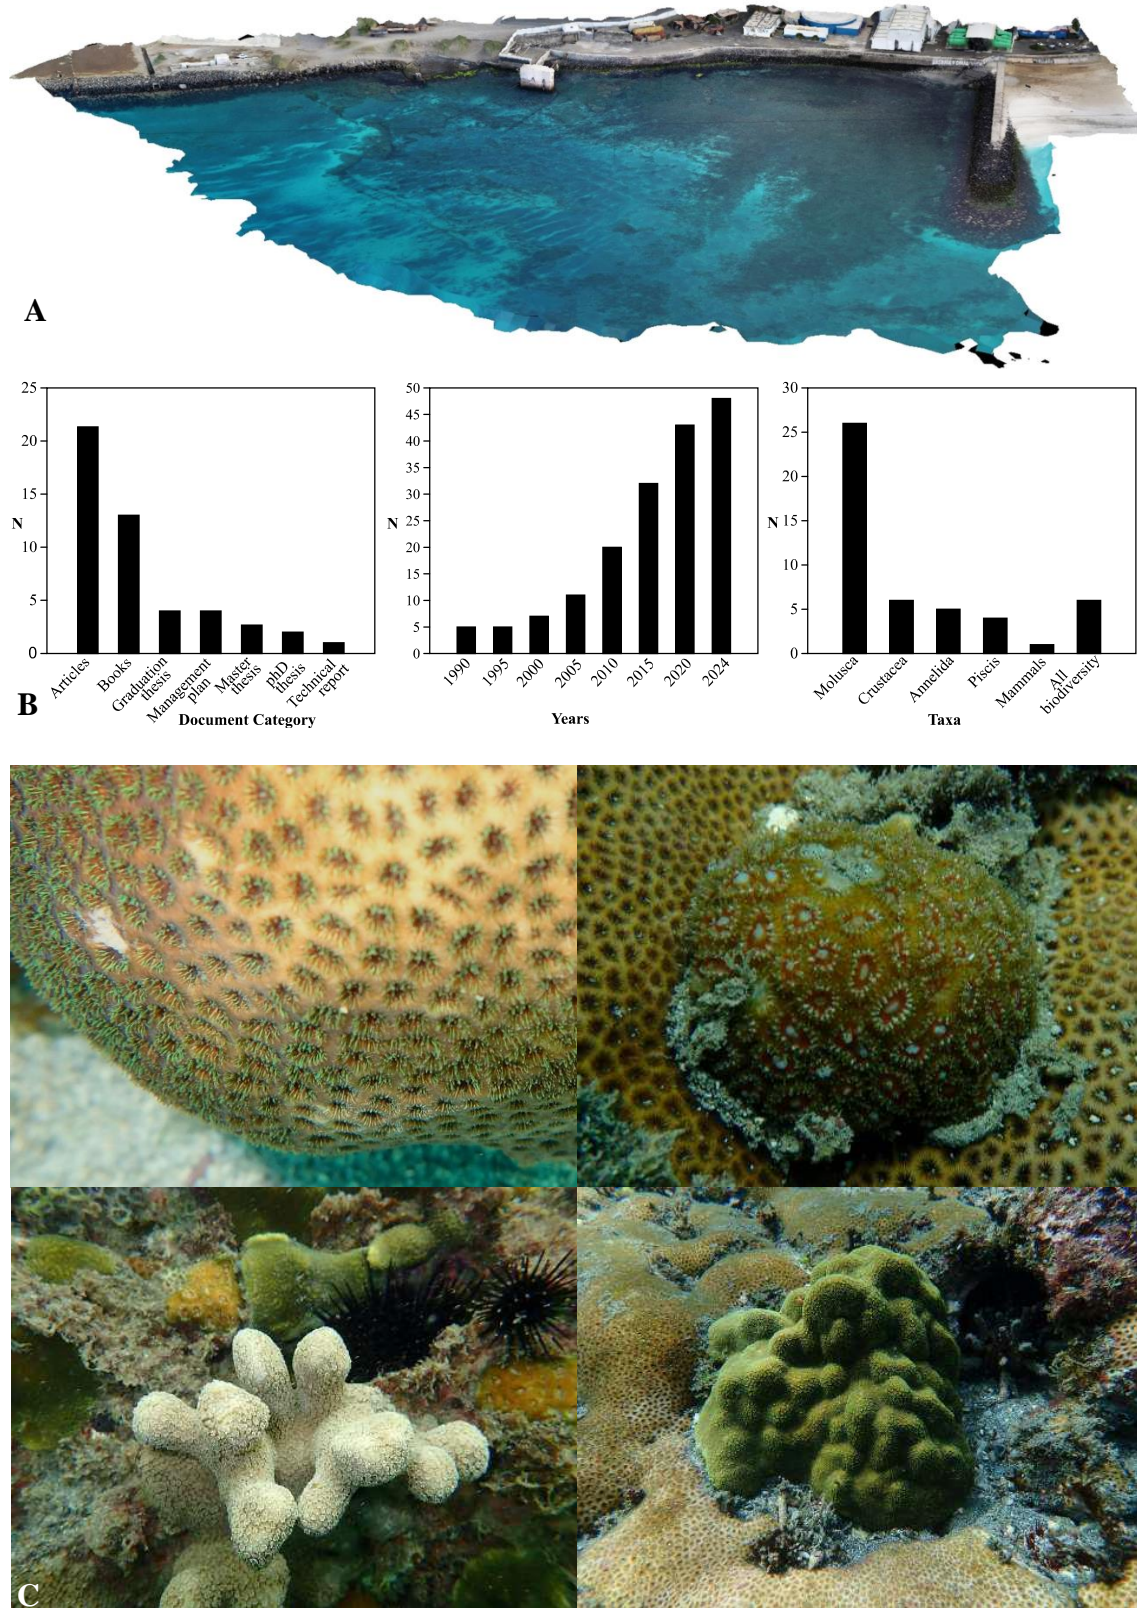 A
25
20
15
10
5
0
N
Articles
Books
Graduation
thesis
Management
plan
Master
thesis
phD
thesis
Technical
report
Document Category
50
45
40
35
30
25
20
15
10
5
0
N
1990
1995
2000
2005
2010
2015
2020
2024
Years
30
25
20
15
10
5
0
N
Molusca
Crustacea
Annelida
Piscis
Mammals
All
biodiversity
Taxa
B
C